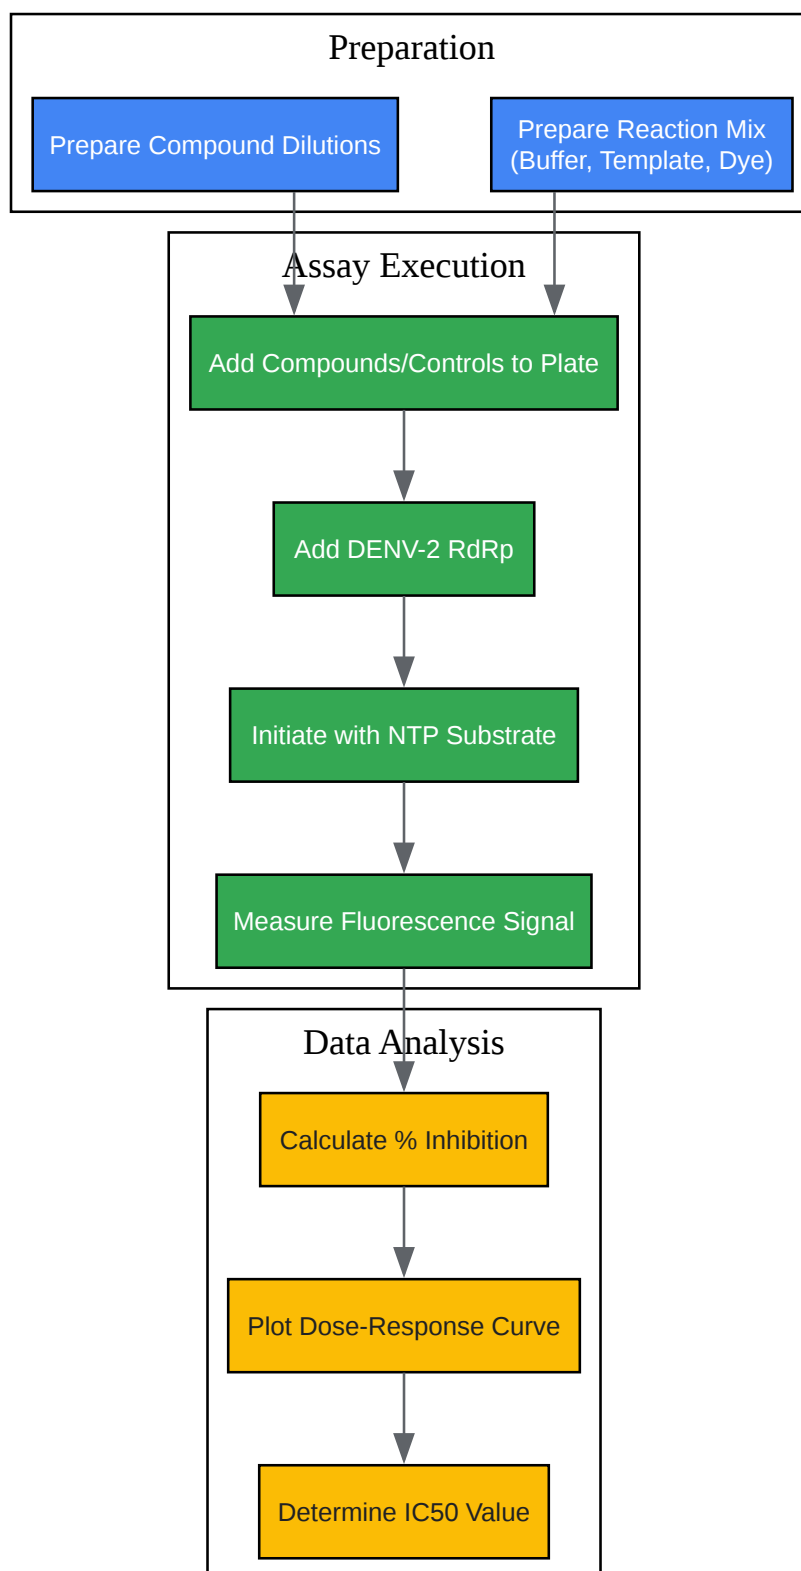 Preparation
Prepare Compound Dilutions
Prepare Reaction Mix
(Buffer, Template, Dye)
Assay Execution
Add Compounds/Controls to Plate
Add DENV-2 RdRp
Initiate with NTP Substrate
Measure Fluorescence Signal
Data Analysis
Calculate % Inhibition
Plot Dose-Response Curve
Determine IC50 Value